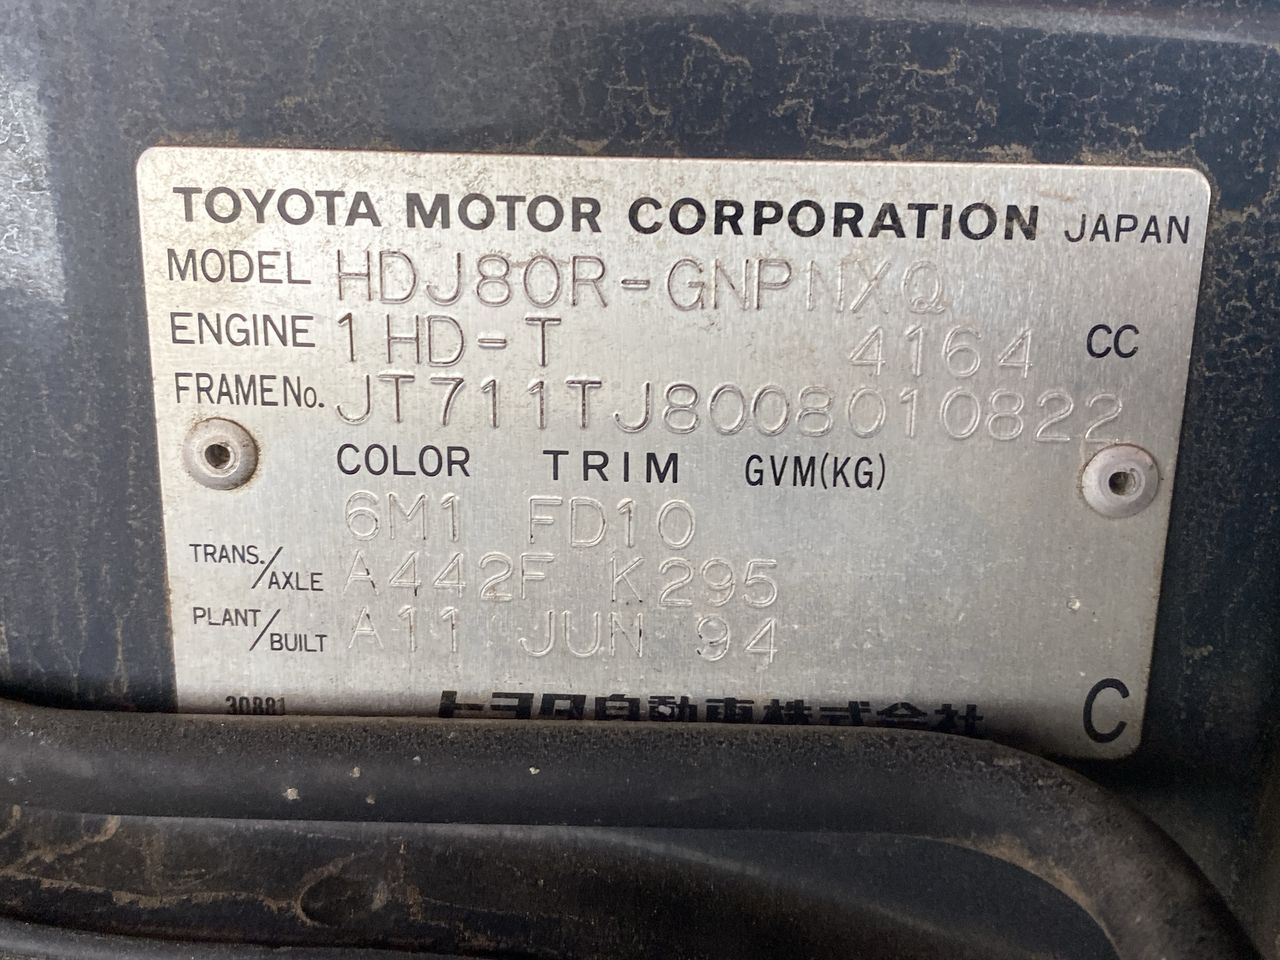 TOYOTA MOTOR CORPORATION JAPAN
MODEL HDJ80R-GNPNXQ
ENGINE 1HD-T 4164 CC
FRAME No. JT711TJ8008010822
COLOR TRIM GVM(KG)
6M1 FD10
TRANS./AXLE A442F K295
PLANT/BUILT A11 JUN 94
30881 トヨタ自動車株式会社 C